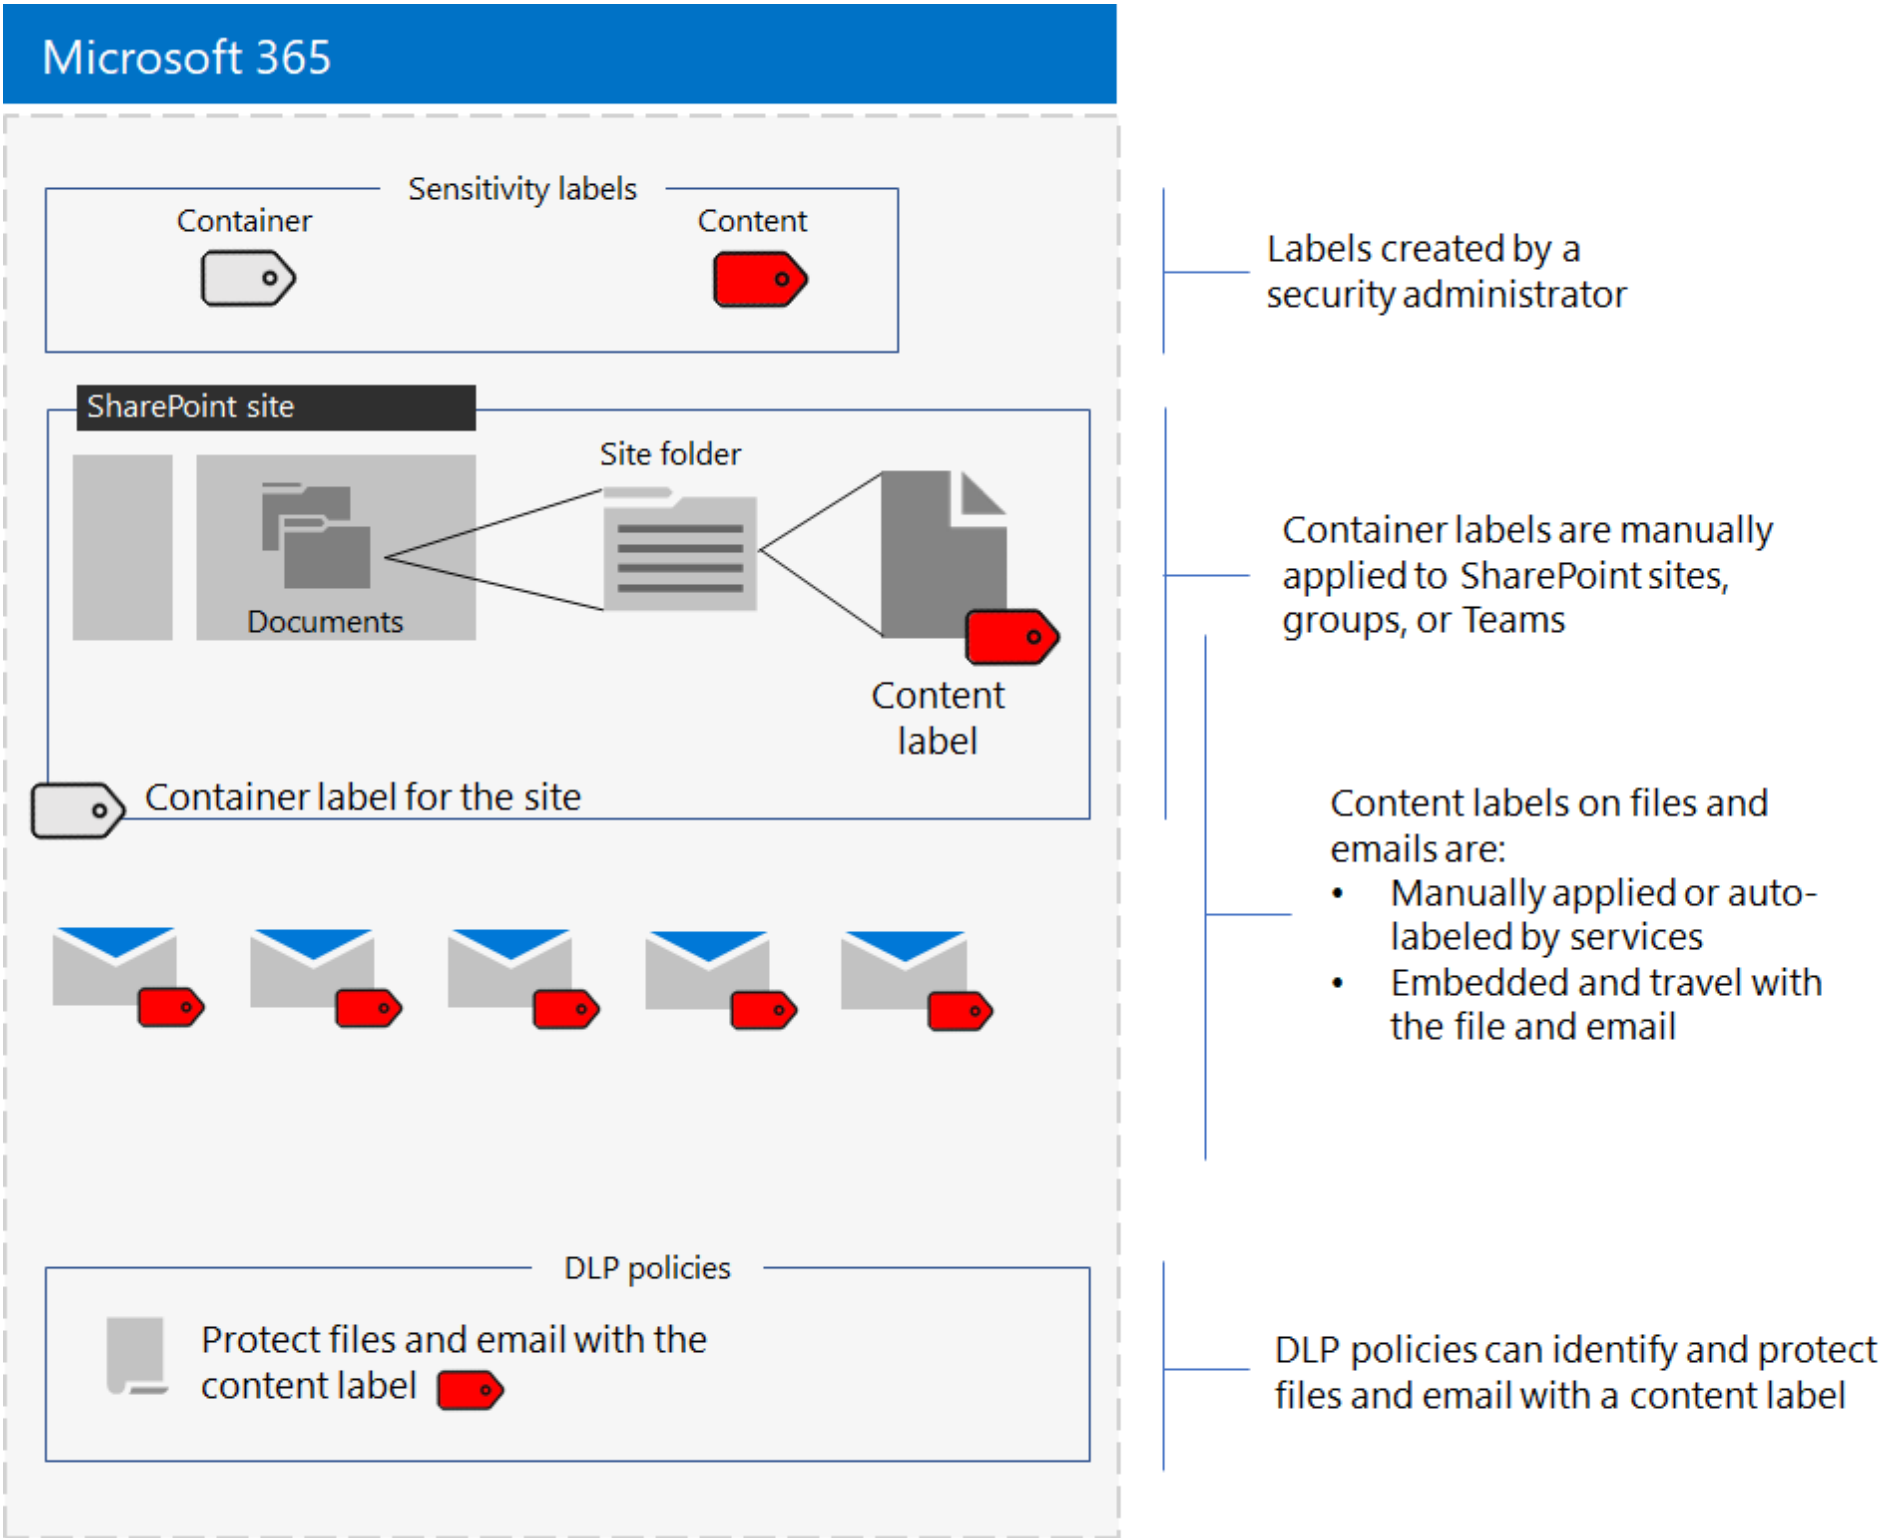 Microsoft 365
Sensitivity labels
Container
Content
Labels created by a
security administrator
SharePoint site
Site folder
Documents
Content
label
Container label for the site
Container labels are manually
applied to SharePoint sites,
groups, or Teams
Content labels on files and
emails are:
• Manually applied or auto-
labeled by services
• Embedded and travel with
the file and email
DLP policies
Protect files and email with the
content label
DLP policies can identify and protect
files and email with a content label